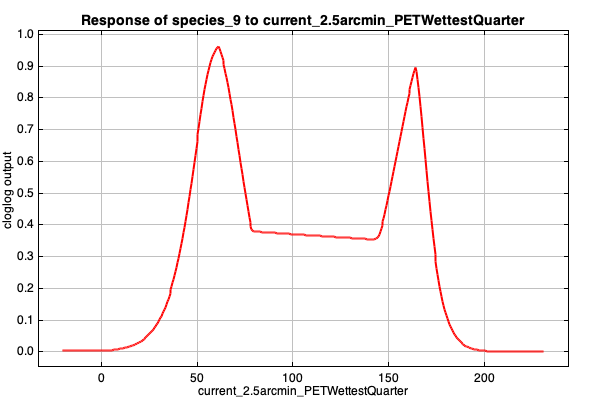 Response of species_9 to current_2.5arcmin_PETWettestQuarter
1.0
0.9
0.8
0.7
0.6
0.5
0.4
0.3
0.2
0.1
0.0
cloglog output
0 50 100 150 200
current_2.5arcmin_PETWettestQuarter